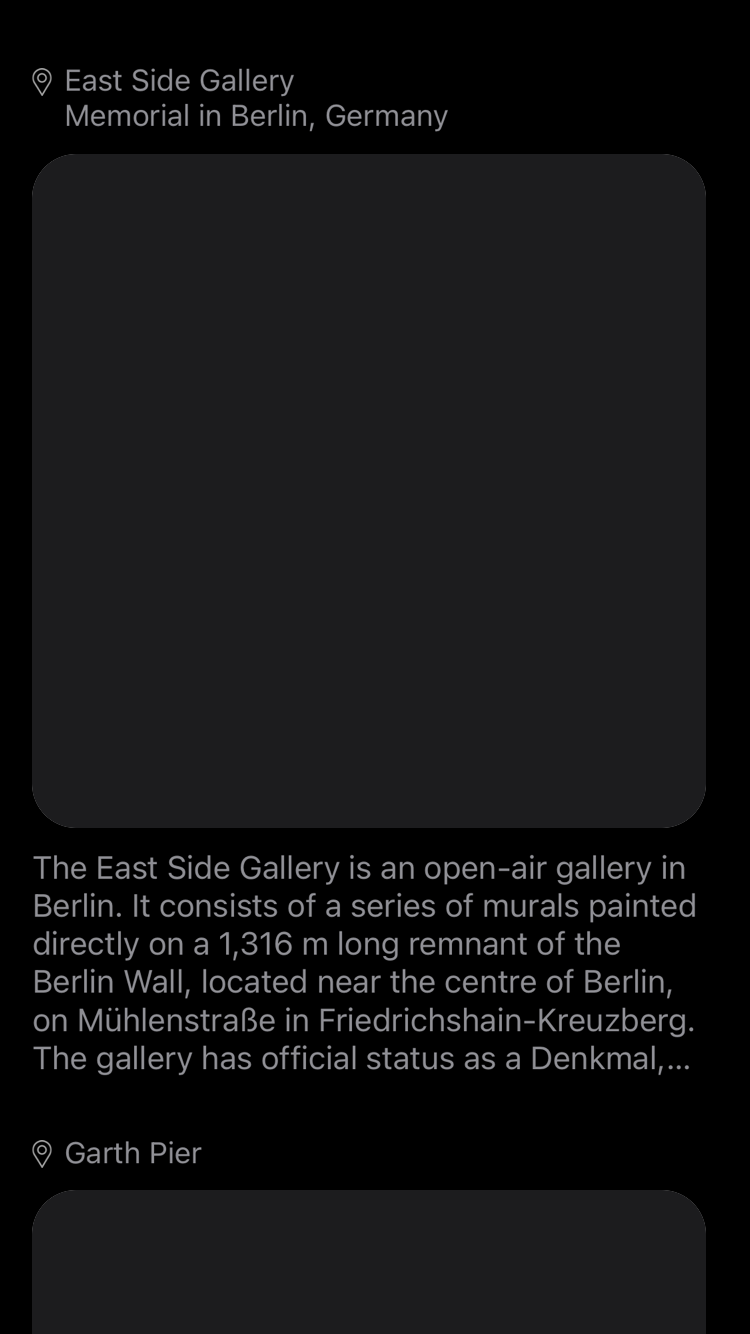 East Side Gallery
Memorial in Berlin, Germany
The East Side Gallery is an open-air gallery in
Berlin. It consists of a series of murals painted
directly on a 1,316 m long remnant of the
Berlin Wall, located near the centre of Berlin,
on Mühlenstraße in Friedrichshain-Kreuzberg.
The gallery has official status as a Denkmal,...
Garth Pier